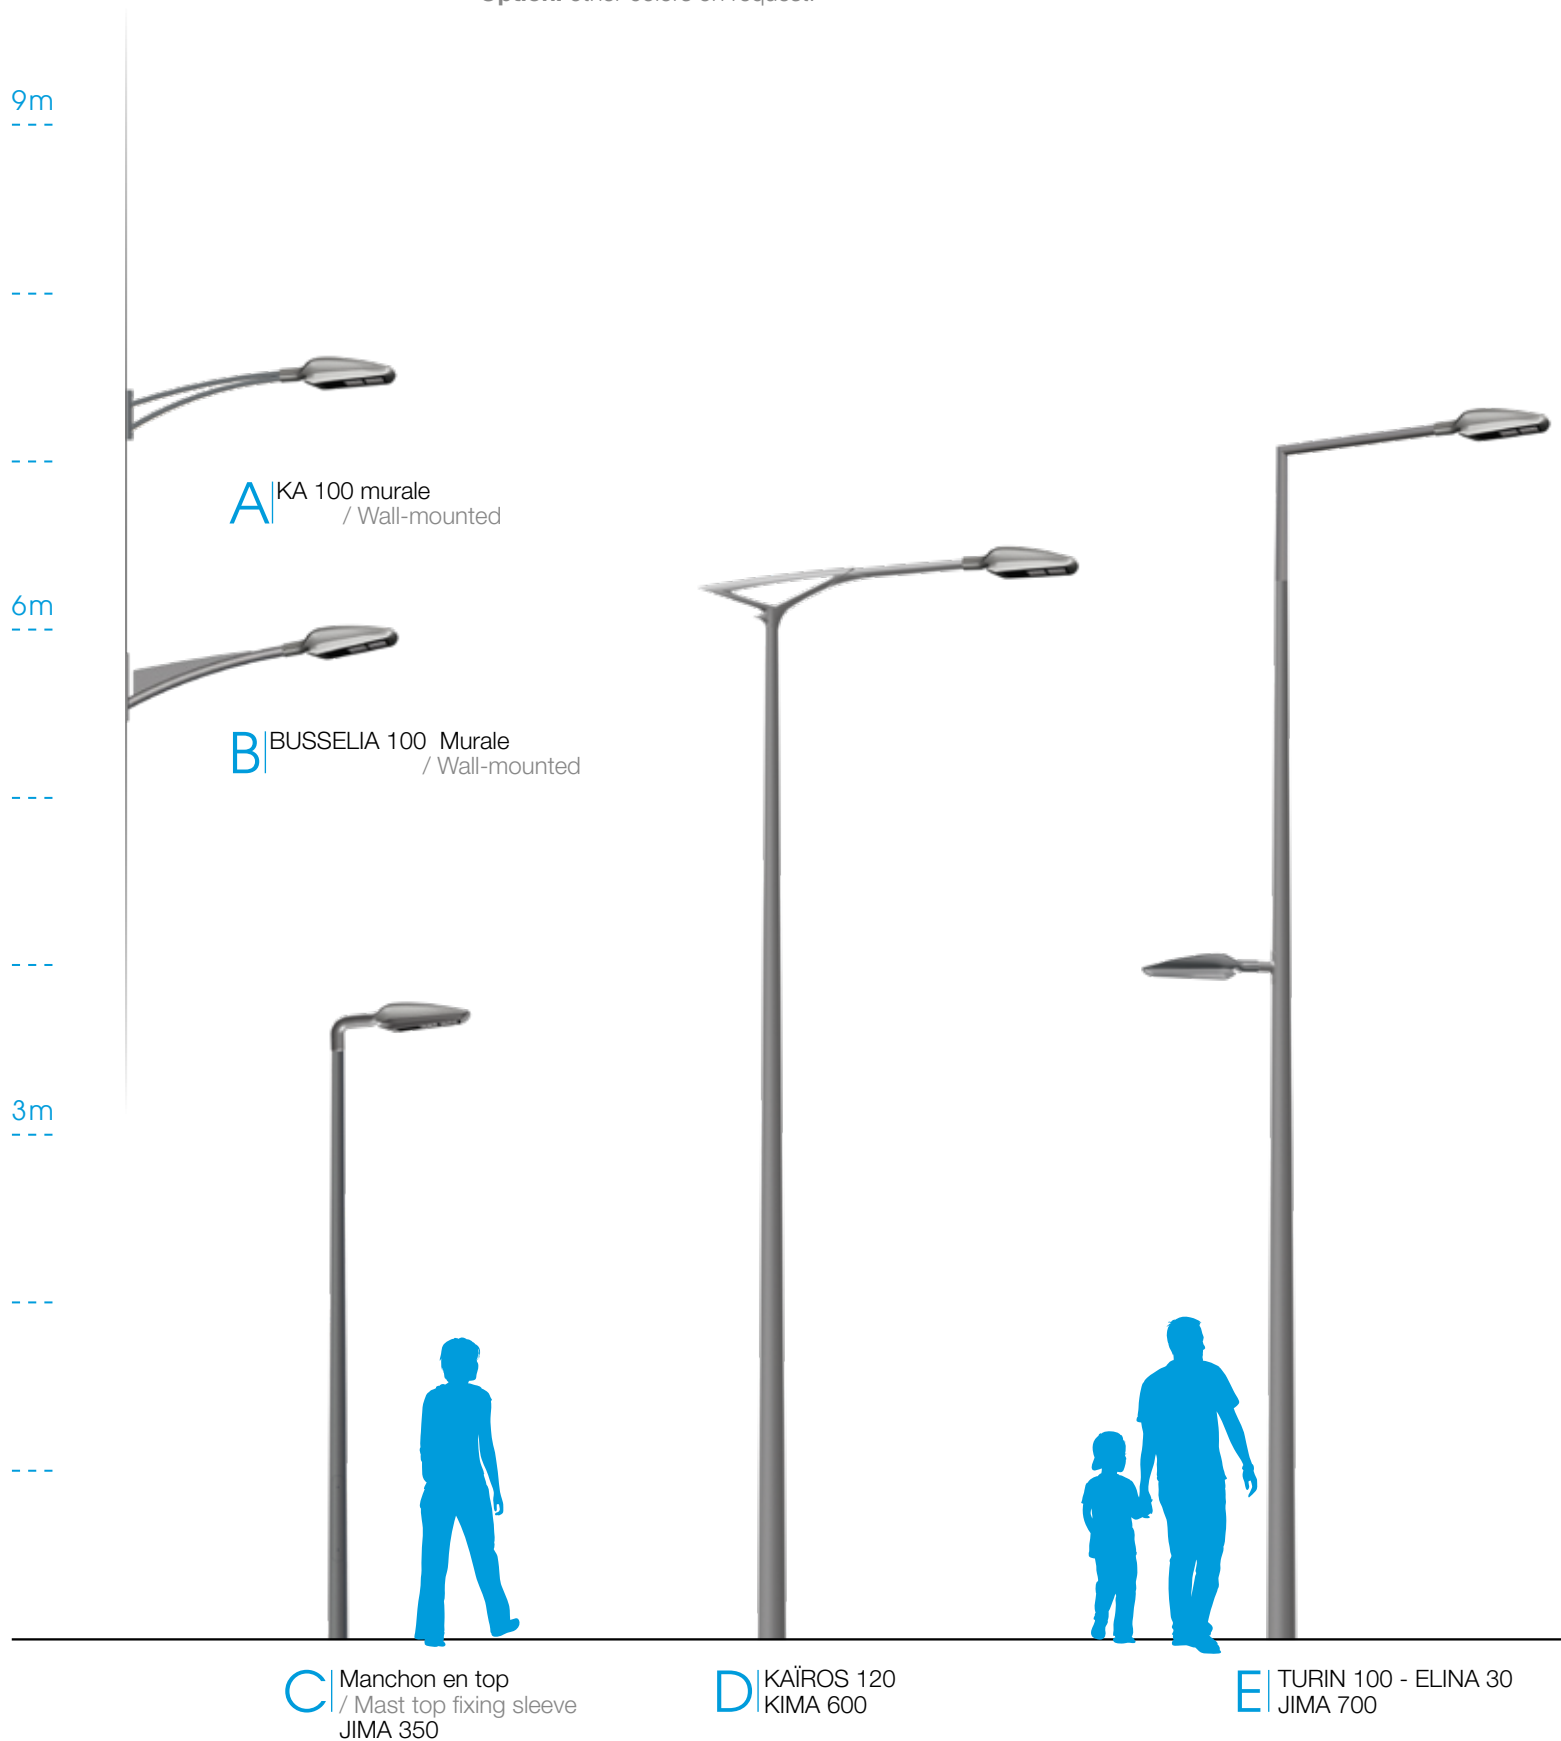 9m
A KA 100 murale
/ Wall-mounted
6m
B BUSSELIA 100 Murale
/ Wall-mounted
3m
C Manchon en top
/ Mast top fixing sleeve
JIMA 350
D KAÏROS 120
KIMA 600
E TURIN 100 - ELINA 30
JIMA 700